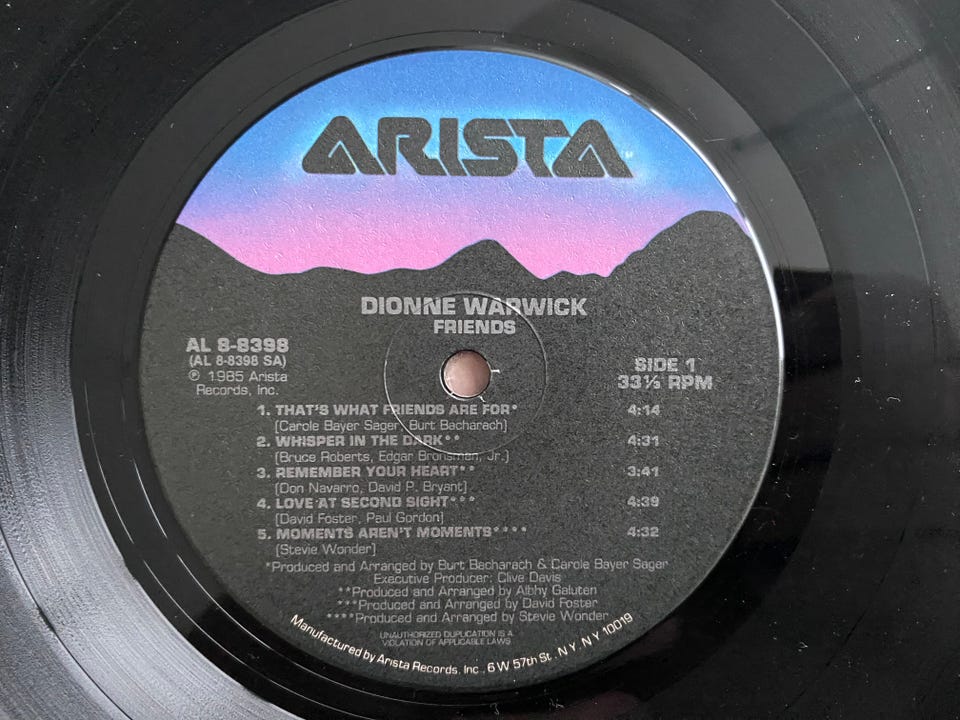 ARISTA
DIONNE WARWICK
FRIENDS
AL 8-8398
(AL 8-8398 SA)
℗ 1985 Arista
Records, Inc.
SIDE 1
33⅓ RPM
1. THAT'S WHAT FRIENDS ARE FOR* 4:14
(Carole Bayer Sager, Burt Bacharach)
2. WHISPER IN THE DARK** 4:31
(Bruce Roberts, Edgar Bronsman, Jr.)
3. REMEMBER YOUR HEART** 3:41
(Don Navarro, David P. Bryant)
4. LOVE AT SECOND SIGHT*** 4:39
(David Foster, Paul Gordon)
5. MOMENTS AREN'T MOMENTS**** 4:32
(Stevie Wonder)
*Produced and Arranged by Burt Bacharach & Carole Bayer Sager
Executive Producer: Clive Davis
**Produced and Arranged by Albhy Galuten
***Produced and Arranged by David Foster
****Produced and Arranged by Stevie Wonder
UNAUTHORIZED DUPLICATION IS A
VIOLATION OF APPLICABLE LAWS
Manufactured by Arista Records, Inc., 6 W 57th St., N.Y. N.Y. 10019